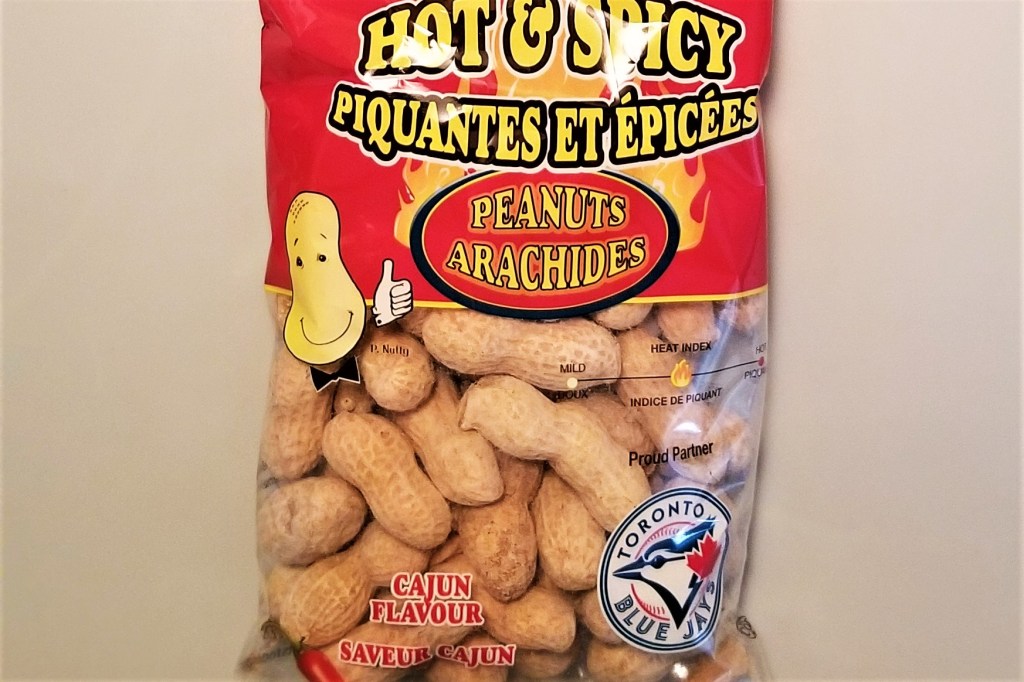 HOT & SPICY
PIQUANTES ET ÉPICÉES
PEANUTS
ARACHIDES
P. Nutty
HEAT INDEX
MILD
DOUX
INDICE DE PIQUANT
Proud Partner
TORONTO
BLUE JAYS
CAJUN
FLAVOUR
SAVEUR CAJUN